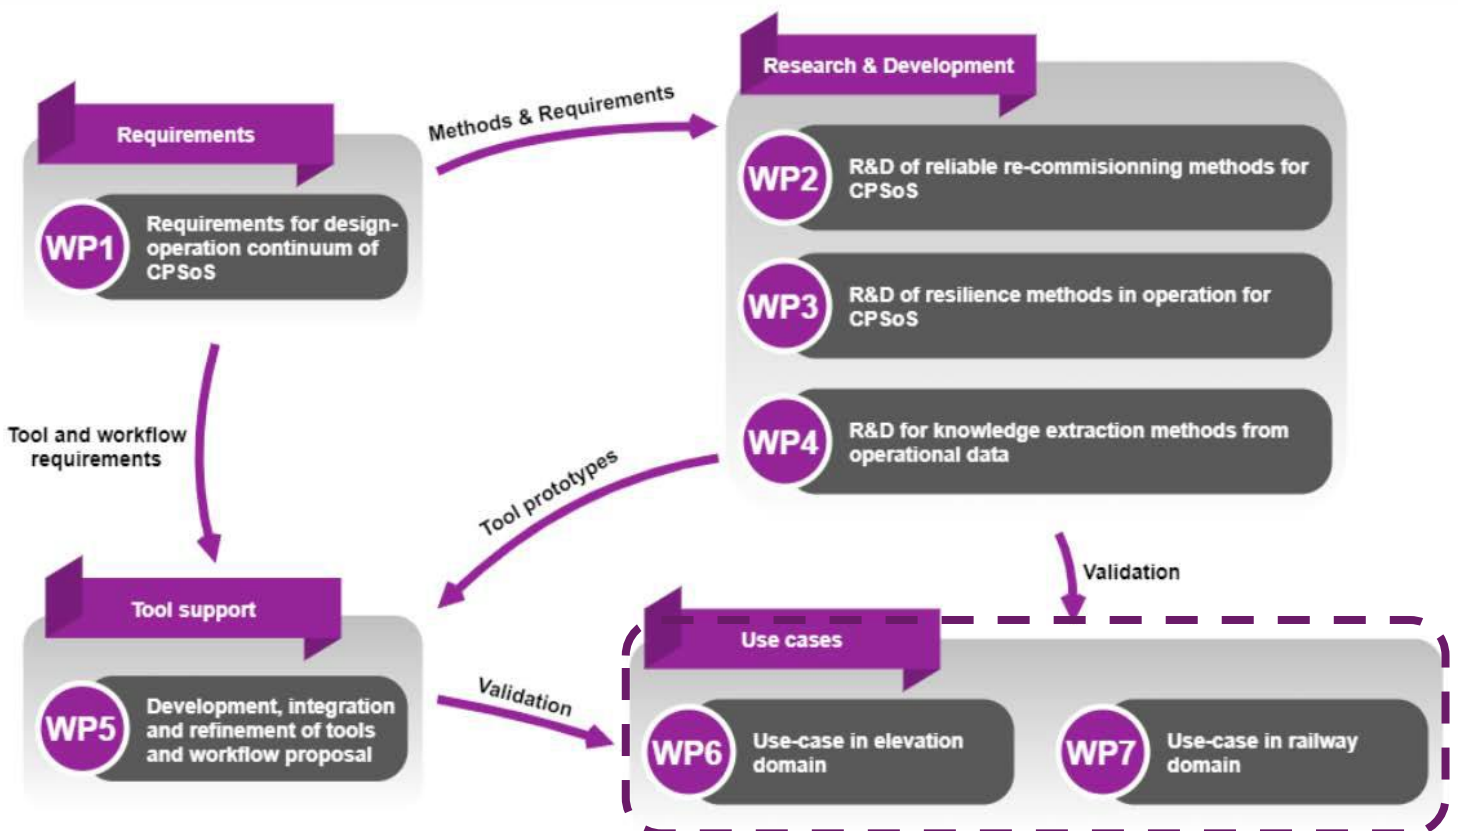 Requirements
WP1
Requirements for design-
operation continuum of
CPSoS
Methods & Requirements
Research & Development
WP2
R&D of reliable re-commisionning methods for
CPSoS
WP3
R&D of resilience methods in operation for
CPSoS
WP4
R&D for knowledge extraction methods from
operational data
Tool and workflow
requirements
Tool prototypes
Validation
Tool support
WP5
Development, integration
and refinement of tools
and workflow proposal
Validation
Use cases
WP6
Use-case in elevation
domain
WP7
Use-case in railway
domain